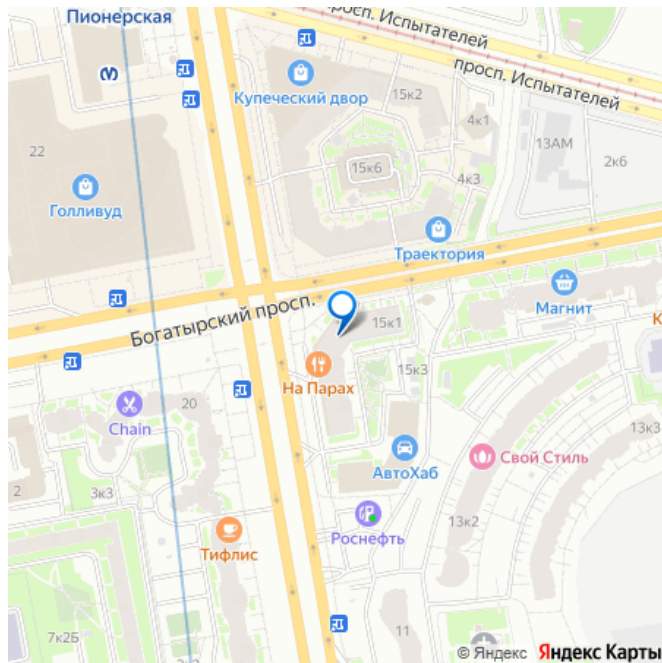 Пионерская
просп. Испытателей
просп. Испытателей
Купеческий двор
15к2
4к1
13АМ
2к6
22
15к6
4к3
Голливуд
Траектория
Богатырский просп.
Магнит
15к1
На Парах
15к3
Chain
20
13к3
Свой Стиль
АвтоХаб
2
3к3
13к2
Роснефть
Тифлис
7к2Б
11
© Яндекс Яндекс Карты